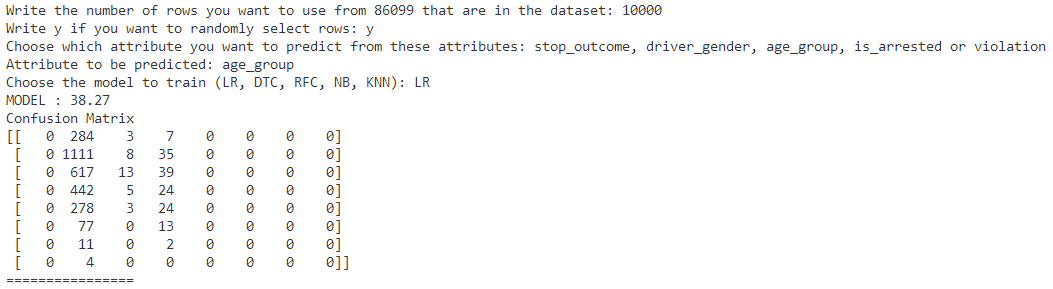 Write the number of rows you want to use from 86099 that are in the dataset: 10000
Write y if you want to randomly select rows: y
Choose which attribute you want to predict from these attributes: stop_outcome, driver_gender, age_group, is_arrested or violation
Attribute to be predicted: age_group
Choose the model to train (LR, DTC, RFC, NB, KNN): LR
MODEL : 38.27
Confusion Matrix
[[   0  284    3    7    0    0    0    0]
 [   0 1111    8   35    0    0    0    0]
 [   0  617   13   39    0    0    0    0]
 [   0  442    5   24    0    0    0    0]
 [   0  278    3   24    0    0    0    0]
 [   0   77    0   13    0    0    0    0]
 [   0   11    0    2    0    0    0    0]
 [   0    4    0    0    0    0    0    0]]
================